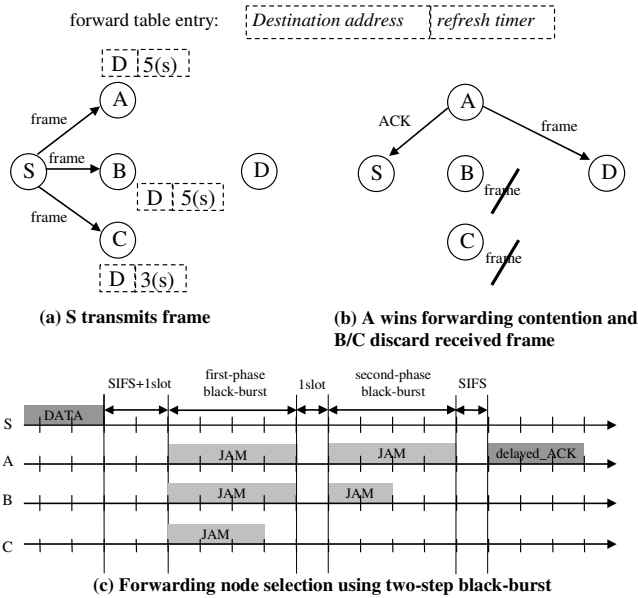 forward table entry: Destination address refresh timer
D 5(s)
A
frame
S frame B D
D 5(s)
frame
C
D 3(s)
(a) S transmits frame
A
ACK frame
S B D
frame
C
frame
(b) A wins forwarding contention and
B/C discard received frame
SIFS+1slot first-phase black-burst 1slot second-phase black-burst SIFS
S DATA
A JAM JAM delayed_ACK
B JAM JAM
C JAM
(c) Forwarding node selection using two-step black-burst